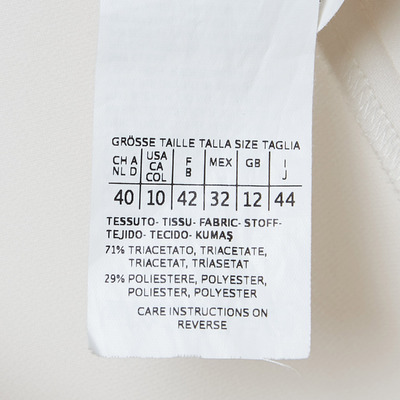 GRÖSSE TAILLE TALLA SIZE TAGLIA
CH A NL D USA CA COL F B MEX GB I J
40 10 42 32 12 44
TESSUTO- TISSU- FABRIC- STOFF-
TEJIDO- TECIDO- KUMAŞ
71% TRIACETATO, TRIACETATE,
TRIACETAT, TRİASETAT
29% POLIESTERE, POLYESTER,
POLIESTER, POLYESTER
CARE INSTRUCTIONS ON
REVERSE